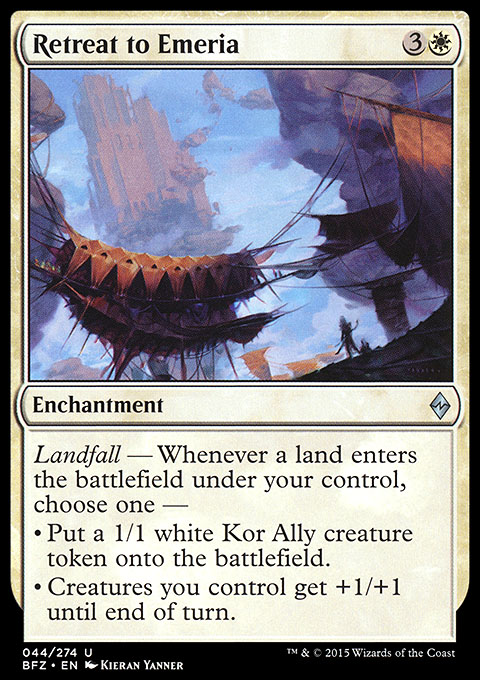 Retreat to Emeria 3
Enchantment
Landfall — Whenever a land enters
the battlefield under your control,
choose one —
• Put a 1/1 white Kor Ally creature
token onto the battlefield.
• Creatures you control get +1/+1
until end of turn.
044/274 U
BFZ • EN Kieran Yanner
™ & © 2015 Wizards of the Coast